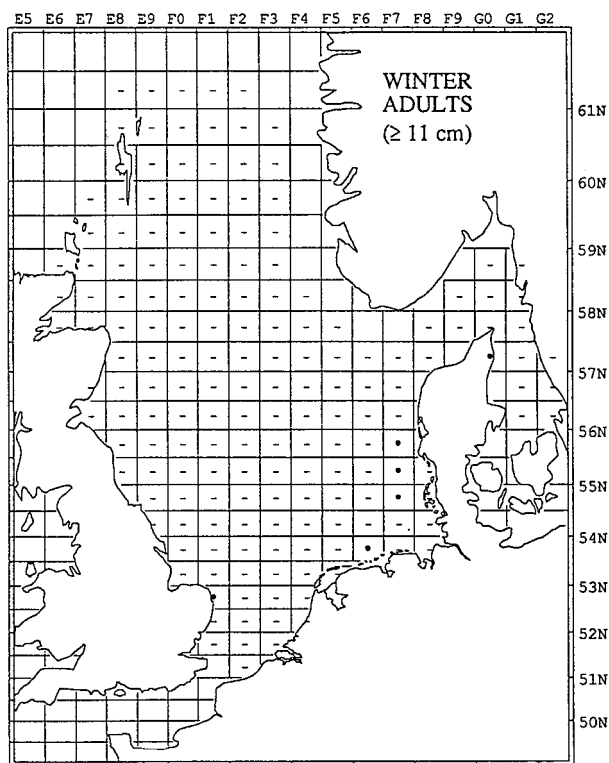 E5 E6 E7 E8 E9 F0 F1 F2 F3 F4 F5 F6 F7 F8 F9 G0 G1 G2
WINTER
ADULTS
(≥ 11 cm)
61N
60N
59N
58N
57N
56N
55N
54N
53N
52N
51N
50N